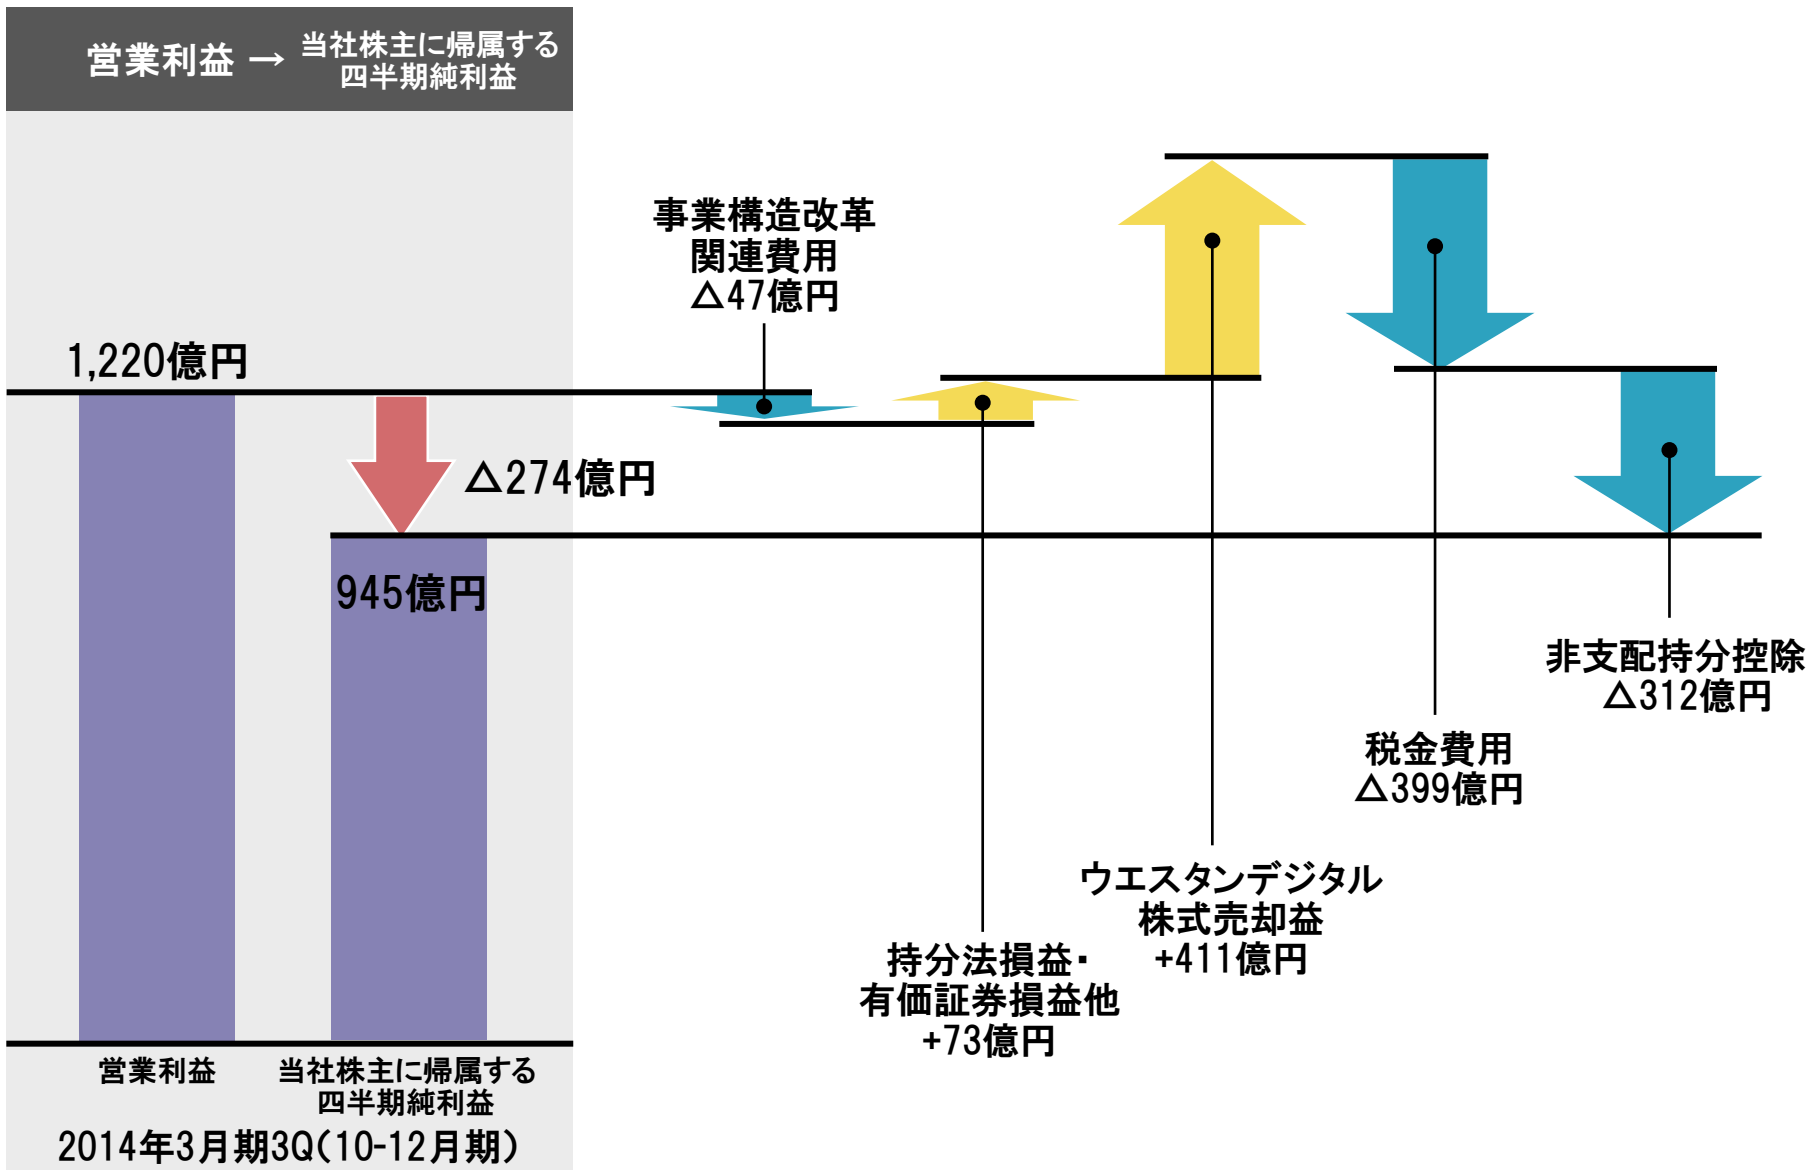 営業利益 → 当社株主に帰属する
四半期純利益
事業構造改革
関連費用
△47億円
1,220億円
△274億円
945億円
非支配持分控除
△312億円
税金費用
△399億円
ウエスタンデジタル
株式売却益
+411億円
持分法損益・
有価証券損益他
+73億円
営業利益
当社株主に帰属する
四半期純利益
2014年3月期3Q(10-12月期)